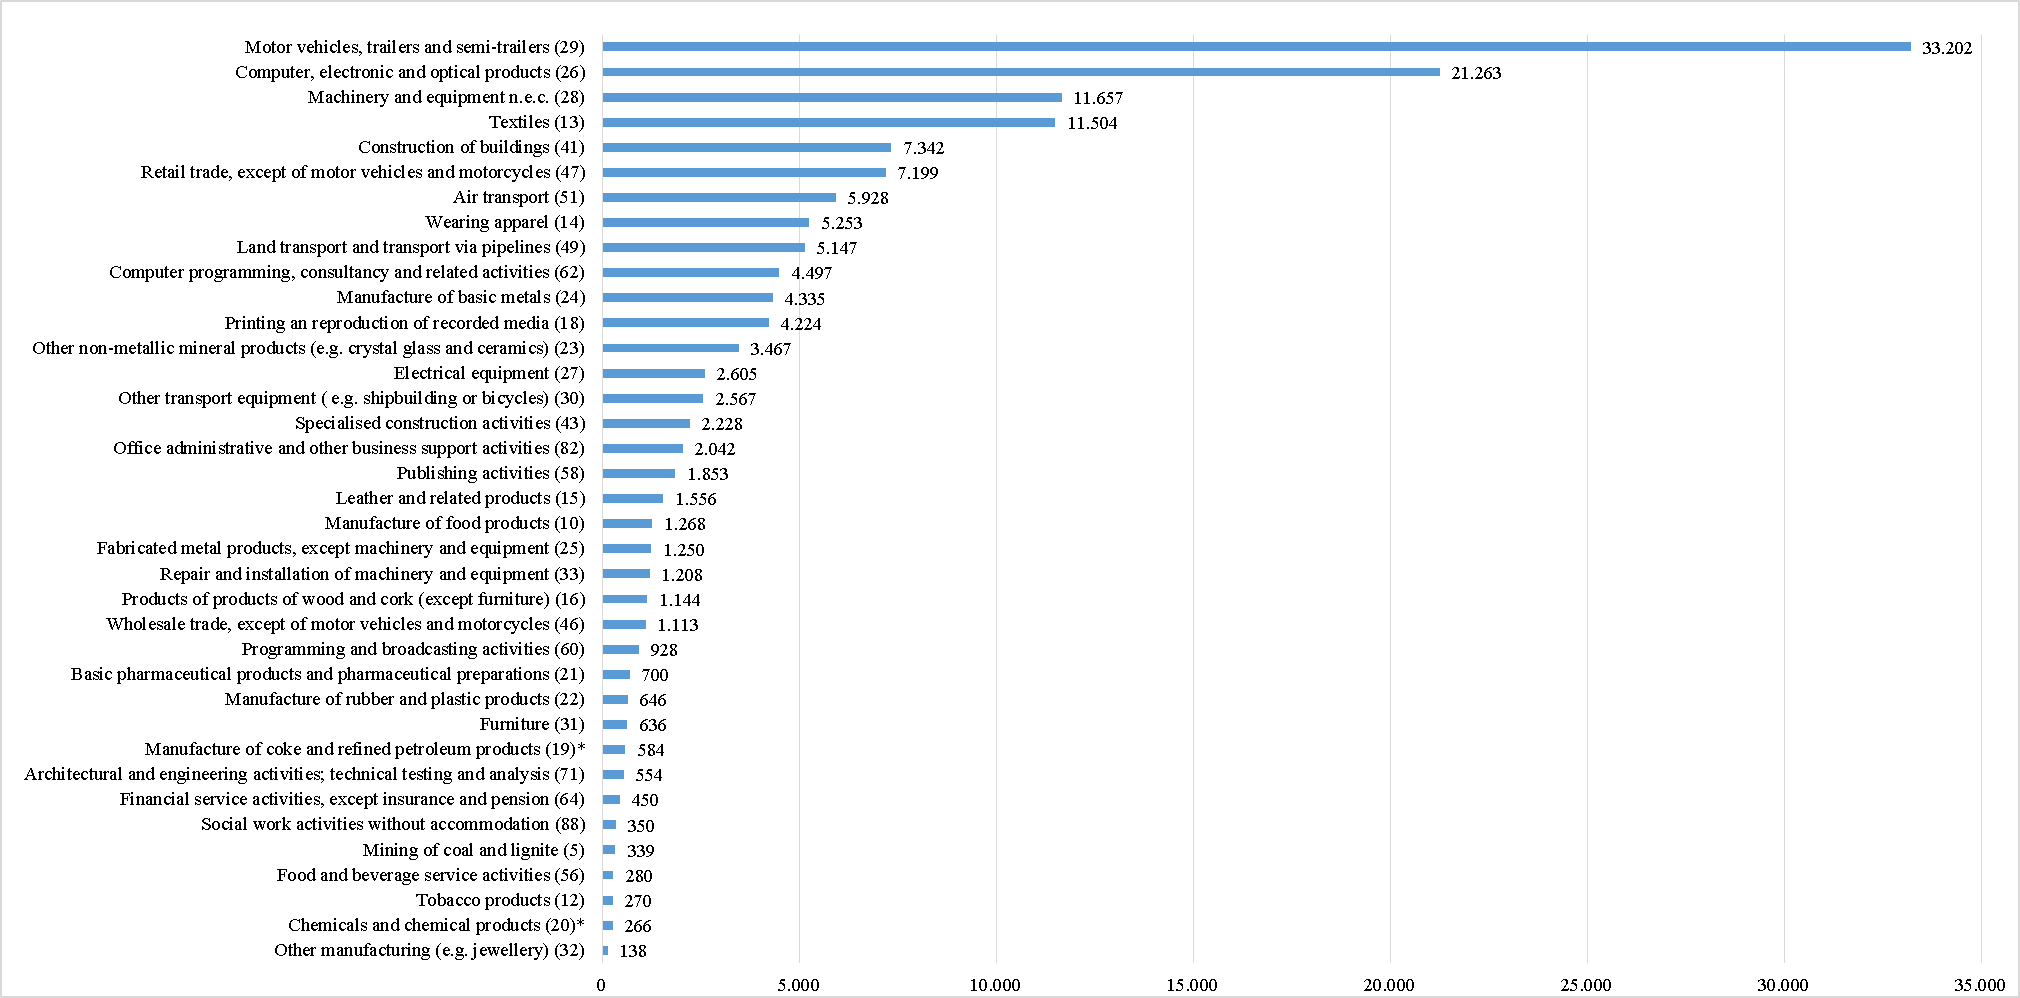 Motor vehicles, trailers and semi-trailers (29) 33.202
Computer, electronic and optical products (26) 21.263
Machinery and equipment n.e.c. (28) 11.657
Textiles (13) 11.504
Construction of buildings (41) 7.342
Retail trade, except of motor vehicles and motorcycles (47) 7.199
Air transport (51) 5.928
Wearing apparel (14) 5.253
Land transport and transport via pipelines (49) 5.147
Computer programming, consultancy and related activities (62) 4.497
Manufacture of basic metals (24) 4.335
Printing an reproduction of recorded media (18) 4.224
Other non-metallic mineral products (e.g. crystal glass and ceramics) (23) 3.467
Electrical equipment (27) 2.605
Other transport equipment ( e.g. shipbuilding or bicycles) (30) 2.567
Specialised construction activities (43) 2.228
Office administrative and other business support activities (82) 2.042
Publishing activities (58) 1.853
Leather and related products (15) 1.556
Manufacture of food products (10) 1.268
Fabricated metal products, except machinery and equipment (25) 1.250
Repair and installation of machinery and equipment (33) 1.208
Products of products of wood and cork (except furniture) (16) 1.144
Wholesale trade, except of motor vehicles and motorcycles (46) 1.113
Programming and broadcasting activities (60) 928
Basic pharmaceutical products and pharmaceutical preparations (21) 700
Manufacture of rubber and plastic products (22) 646
Furniture (31) 636
Manufacture of coke and refined petroleum products (19)* 584
Architectural and engineering activities; technical testing and analysis (71) 554
Financial service activities, except insurance and pension (64) 450
Social work activities without accommodation (88) 350
Mining of coal and lignite (5) 339
Food and beverage service activities (56) 280
Tobacco products (12) 270
Chemicals and chemical products (20)* 266
Other manufacturing (e.g. jewellery) (32) 138
0 5.000 10.000 15.000 20.000 25.000 30.000 35.000